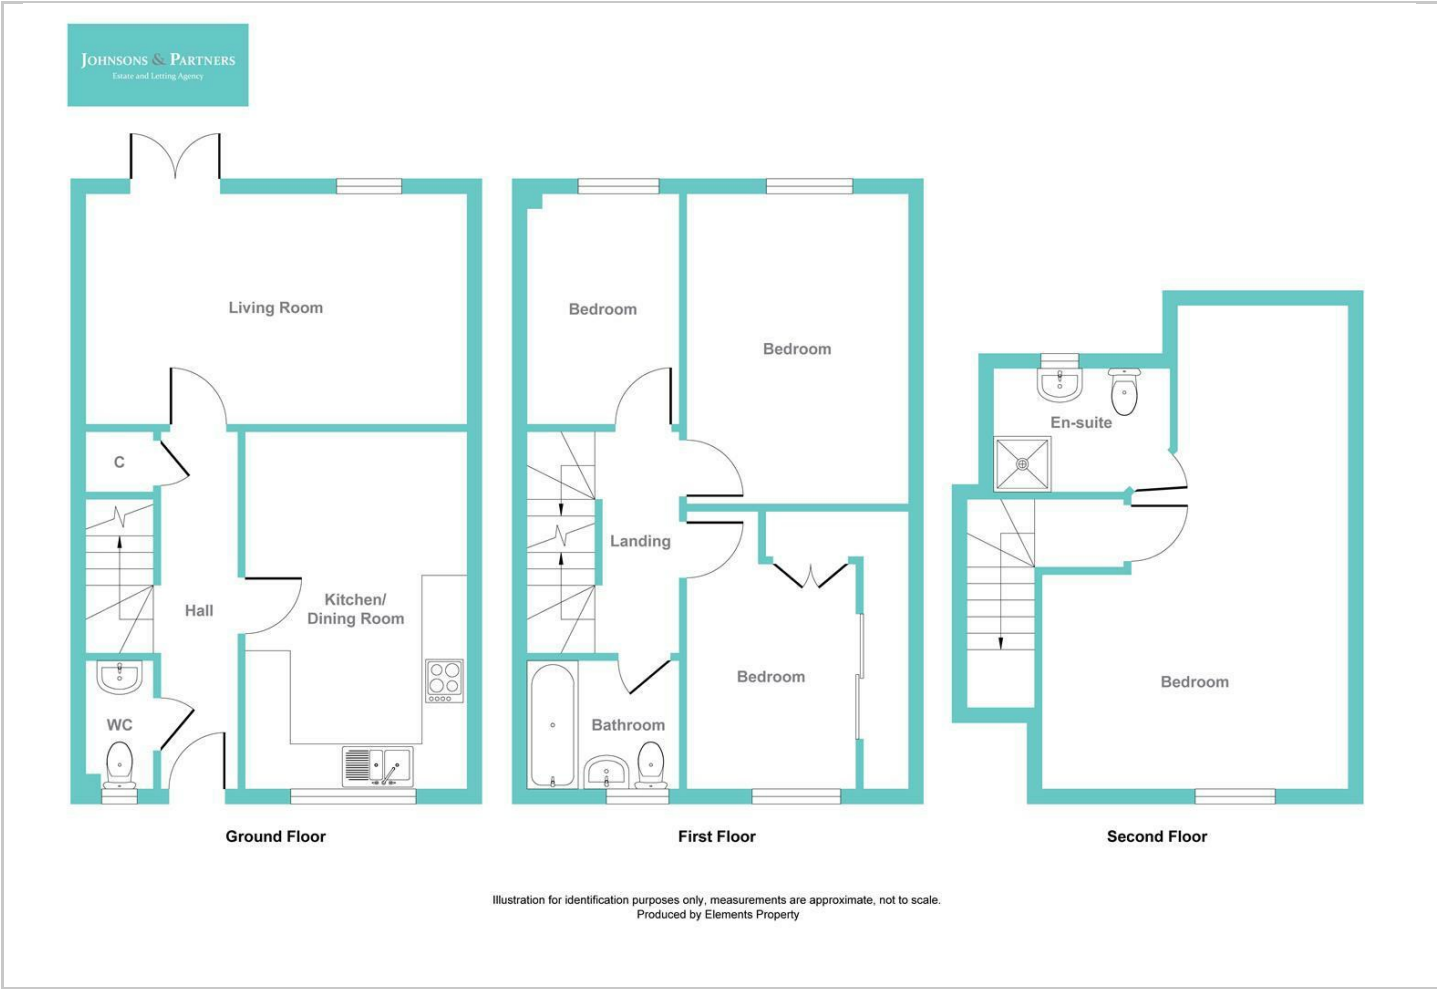 JOHNSONS & PARTNERS
Estate and Letting Agency
Living Room
C
Hall
Kitchen/
Dining Room
WC
Ground Floor
Bedroom
Bedroom
Landing
Bedroom
Bathroom
First Floor
En-suite
Bedroom
Second Floor
Illustration for identification purposes only, measurements are approximate, not to scale.
Produced by Elements Property